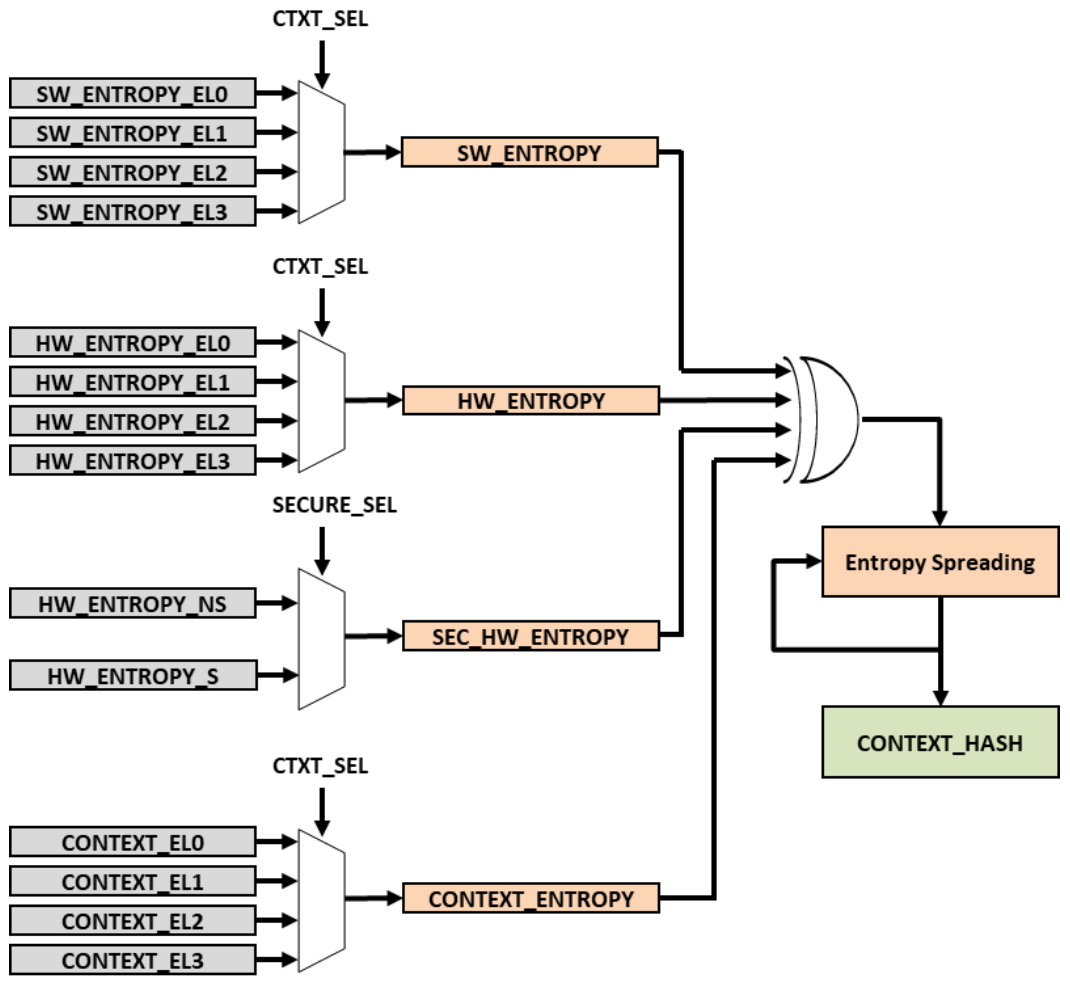 CTXT_SEL
SW_ENTROPY_EL0
SW_ENTROPY_EL1
SW_ENTROPY_EL2
SW_ENTROPY_EL3
SW_ENTROPY
CTXT_SEL
HW_ENTROPY_EL0
HW_ENTROPY_EL1
HW_ENTROPY_EL2
HW_ENTROPY_EL3
HW_ENTROPY
SECURE_SEL
HW_ENTROPY_NS
HW_ENTROPY_S
SEC_HW_ENTROPY
CTXT_SEL
CONTEXT_EL0
CONTEXT_EL1
CONTEXT_EL2
CONTEXT_EL3
CONTEXT_ENTROPY
Entropy Spreading
CONTEXT_HASH